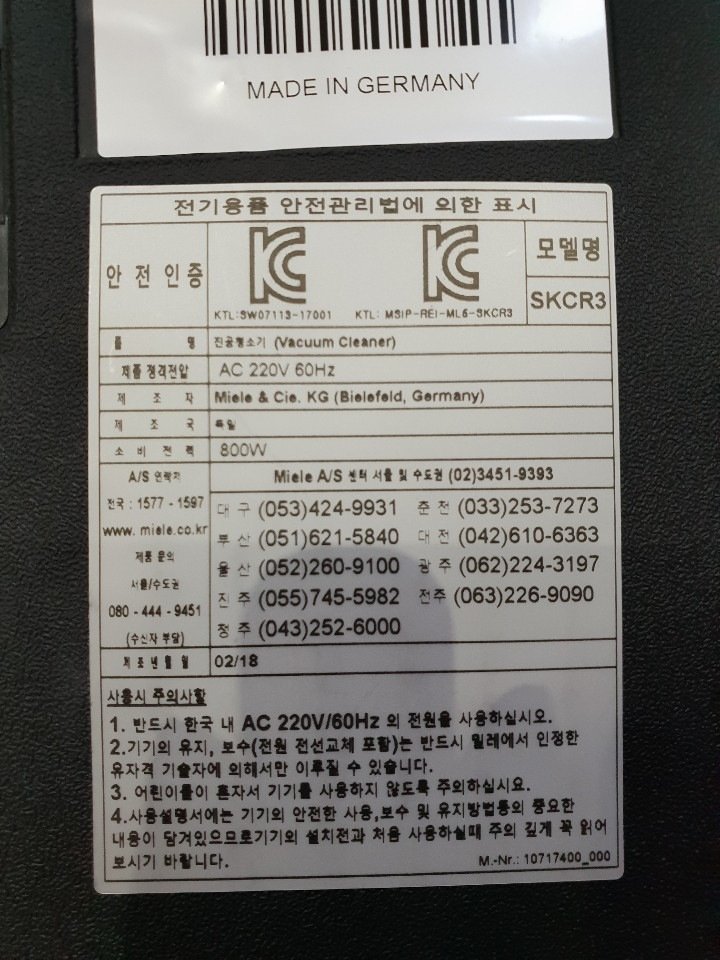 MADE IN GERMANY
전기용품 안전관리법에 의한 표시
안전인증
KC
KC
모델명
KTL:SW07113-17001
KTL: MSIP-REI-ML6-SKCR3
SKCR3
품 명 진공청소기 (Vacuum Cleaner)
제품 정격전압 AC 220V 60Hz
제 조 자 Miele & Cie. KG (Bielefeld, Germany)
제 조 국 독일
소 비 전 력 800W
A/S 연락처 Miele A/S 센터 서울 및 수도권 (02)3451-9393
전국 : 1577 - 1597
www. miele.co.kr
제품 문의
서울/수도권
080 - 444 - 9451
(수신자 부담)
대 구 (053)424-9931 춘 천 (033)253-7273
부 산 (051)621-5840 대 전 (042)610-6363
울 산 (052)260-9100 광 주 (062)224-3197
진 주 (055)745-5982 전주 (063)226-9090
청 주 (043)252-6000
제 조 년 월 일 02/18
사용시 주의사항
1. 반드시 한국 내 AC 220V/60Hz 의 전원을 사용하십시오.
2.기기의 유지, 보수(전원 전선교체 포함)는 반드시 밀레에서 인정한
유자격 기술자에 의해서만 이루질 수 있습니다.
3. 어린이들이 혼자서 기기를 사용하지 않도록 주의하십시요.
4.사용설명서에는 기기의 안전한 사용,보수 및 유지방법등의 중요한
내용이 담겨있으므로기기의 설치전과 처음 사용하실때 주의 깊게 꼭 읽어
보시기 바랍니다.
M.-Nr.: 10717400_000